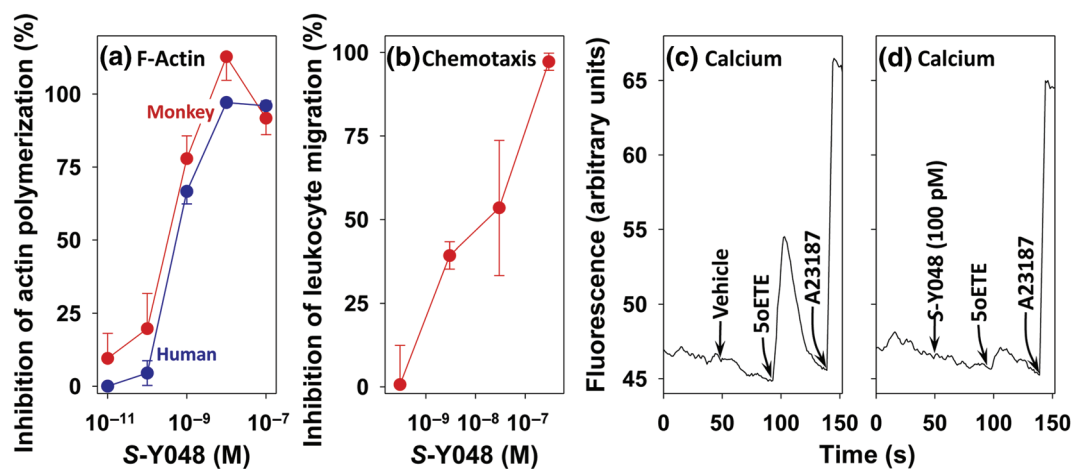 Inhibition of actin polymerization (%)
(a) F-Actin
100
75
50
25
0
Monkey
Human
10⁻¹¹ 10⁻⁹ 10⁻⁷
S-Y048 (M)
Inhibition of leukocyte migration (%)
(b) Chemotaxis
100
75
50
25
0
10⁻⁹ 10⁻⁸ 10⁻⁷
S-Y048 (M)
Fluorescence (arbitrary units)
(c) Calcium
65
60
55
50
45
Vehicle
5oETE
A23187
0 50 100 150
(d) Calcium
S-Y048 (100 pM)
5oETE
A23187
0 50 100 150
Time (s)